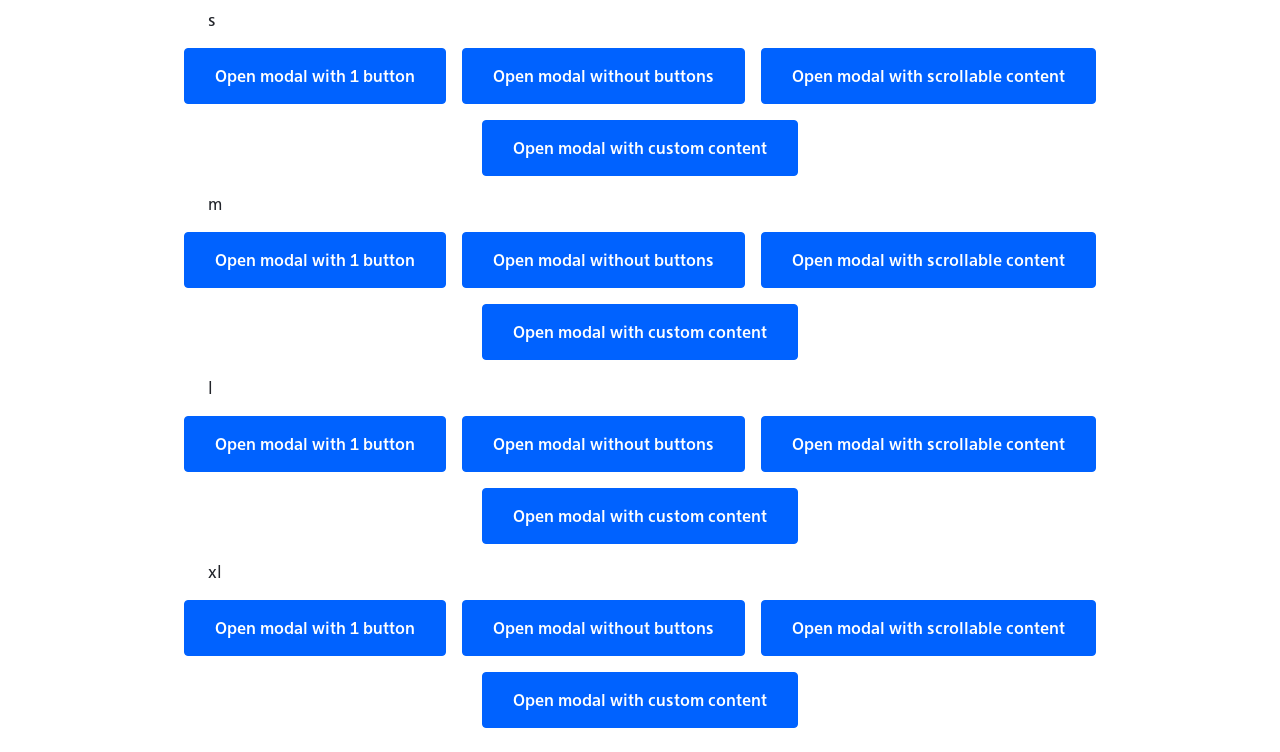 s
Open modal with 1 button Open modal without buttons Open modal with scrollable content
Open modal with custom content
m
Open modal with 1 button Open modal without buttons Open modal with scrollable content
Open modal with custom content
l
Open modal with 1 button Open modal without buttons Open modal with scrollable content
Open modal with custom content
xl
Open modal with 1 button Open modal without buttons Open modal with scrollable content
Open modal with custom content